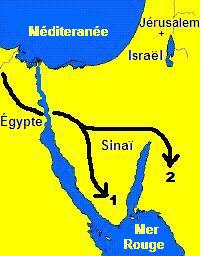 Méditeranée
Jérusalem
+
Israël
Égypte
Sinaï
1
2
Mer
Rouge